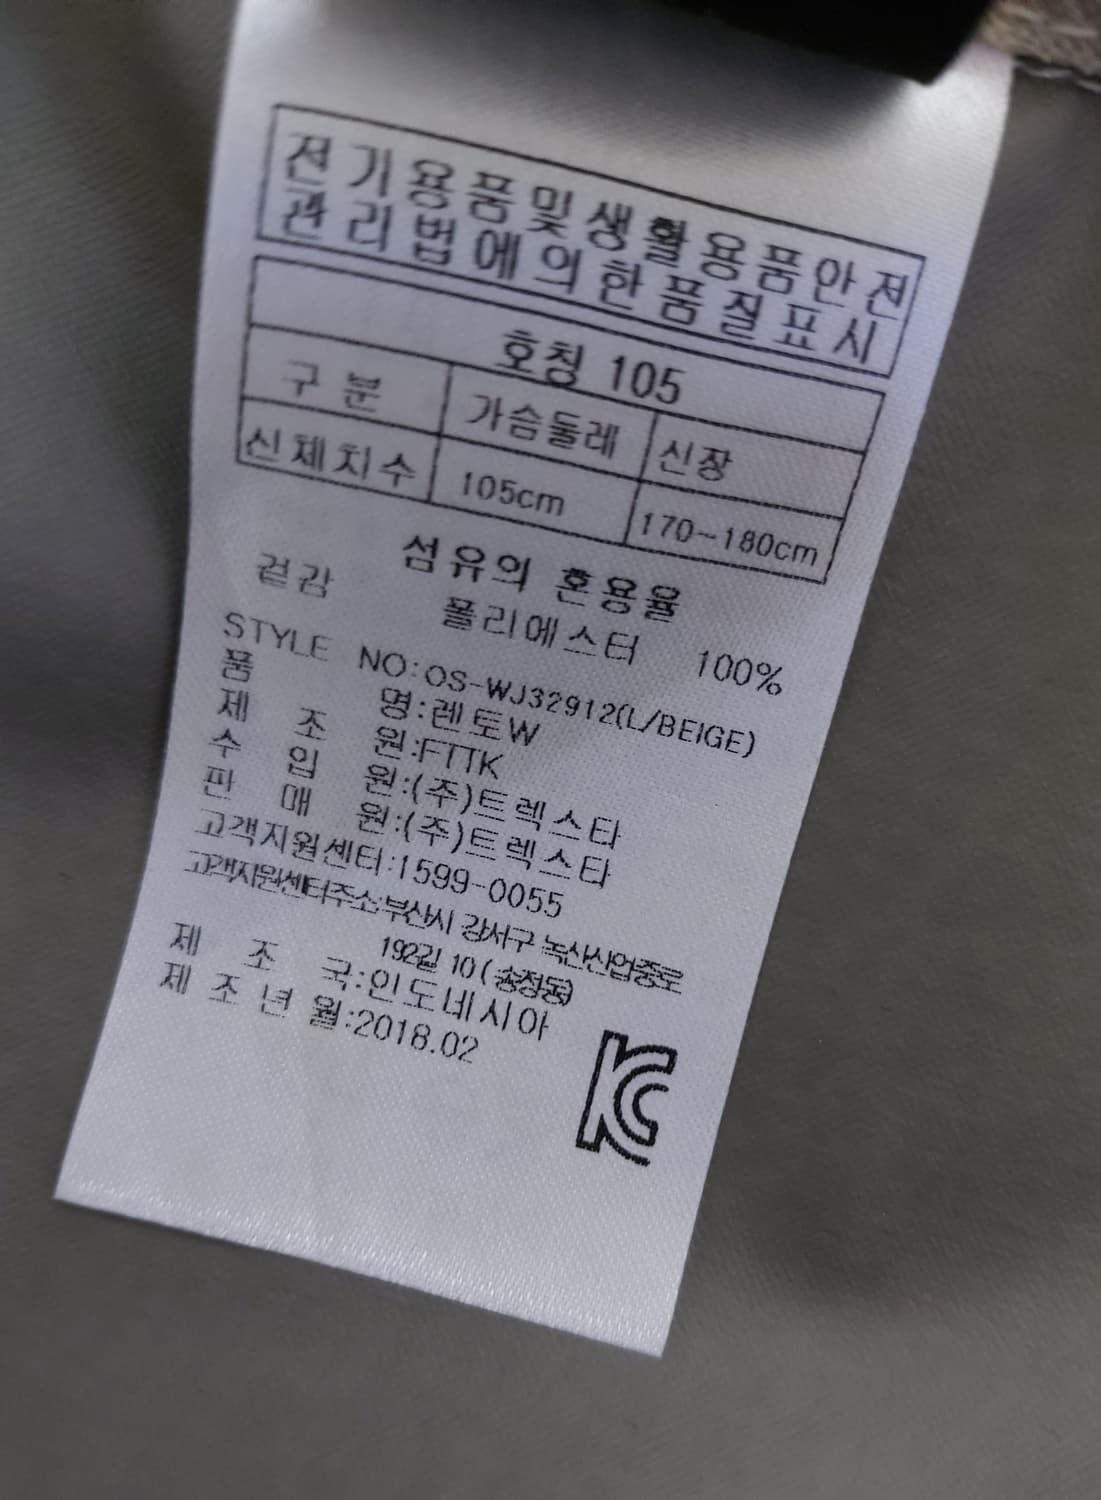 전기용품및생활용품안전
관리법에의한품질표시
호칭 105
구분 가슴둘레 신장
신체치수 105cm 170~180cm
섬유의 혼용율
겉감 폴리에스터 100%
STYLE NO:OS-WJ32912(L/BEIGE)
품 명:렌토W
제 조 원:FTTK
수 입 원:(주)트렉스타
판 매 원:(주)트렉스타
고객지원센터:1599-0055
고객지원센터주소:부산시 강서구 녹산산업중로
192길 10 (송정동)
제 조 국:인도네시아
제 조 년 월:2018.02
KC